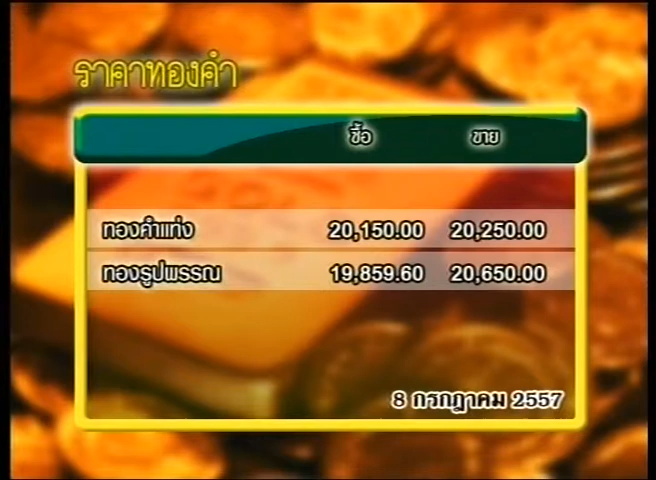 ราคาทองคำ
ซื้อ ขาย
ทองคำแท่ง 20,150.00 20,250.00
ทองรูปพรรณ 19,859.60 20,650.00
8 กรกฎาคม 2557